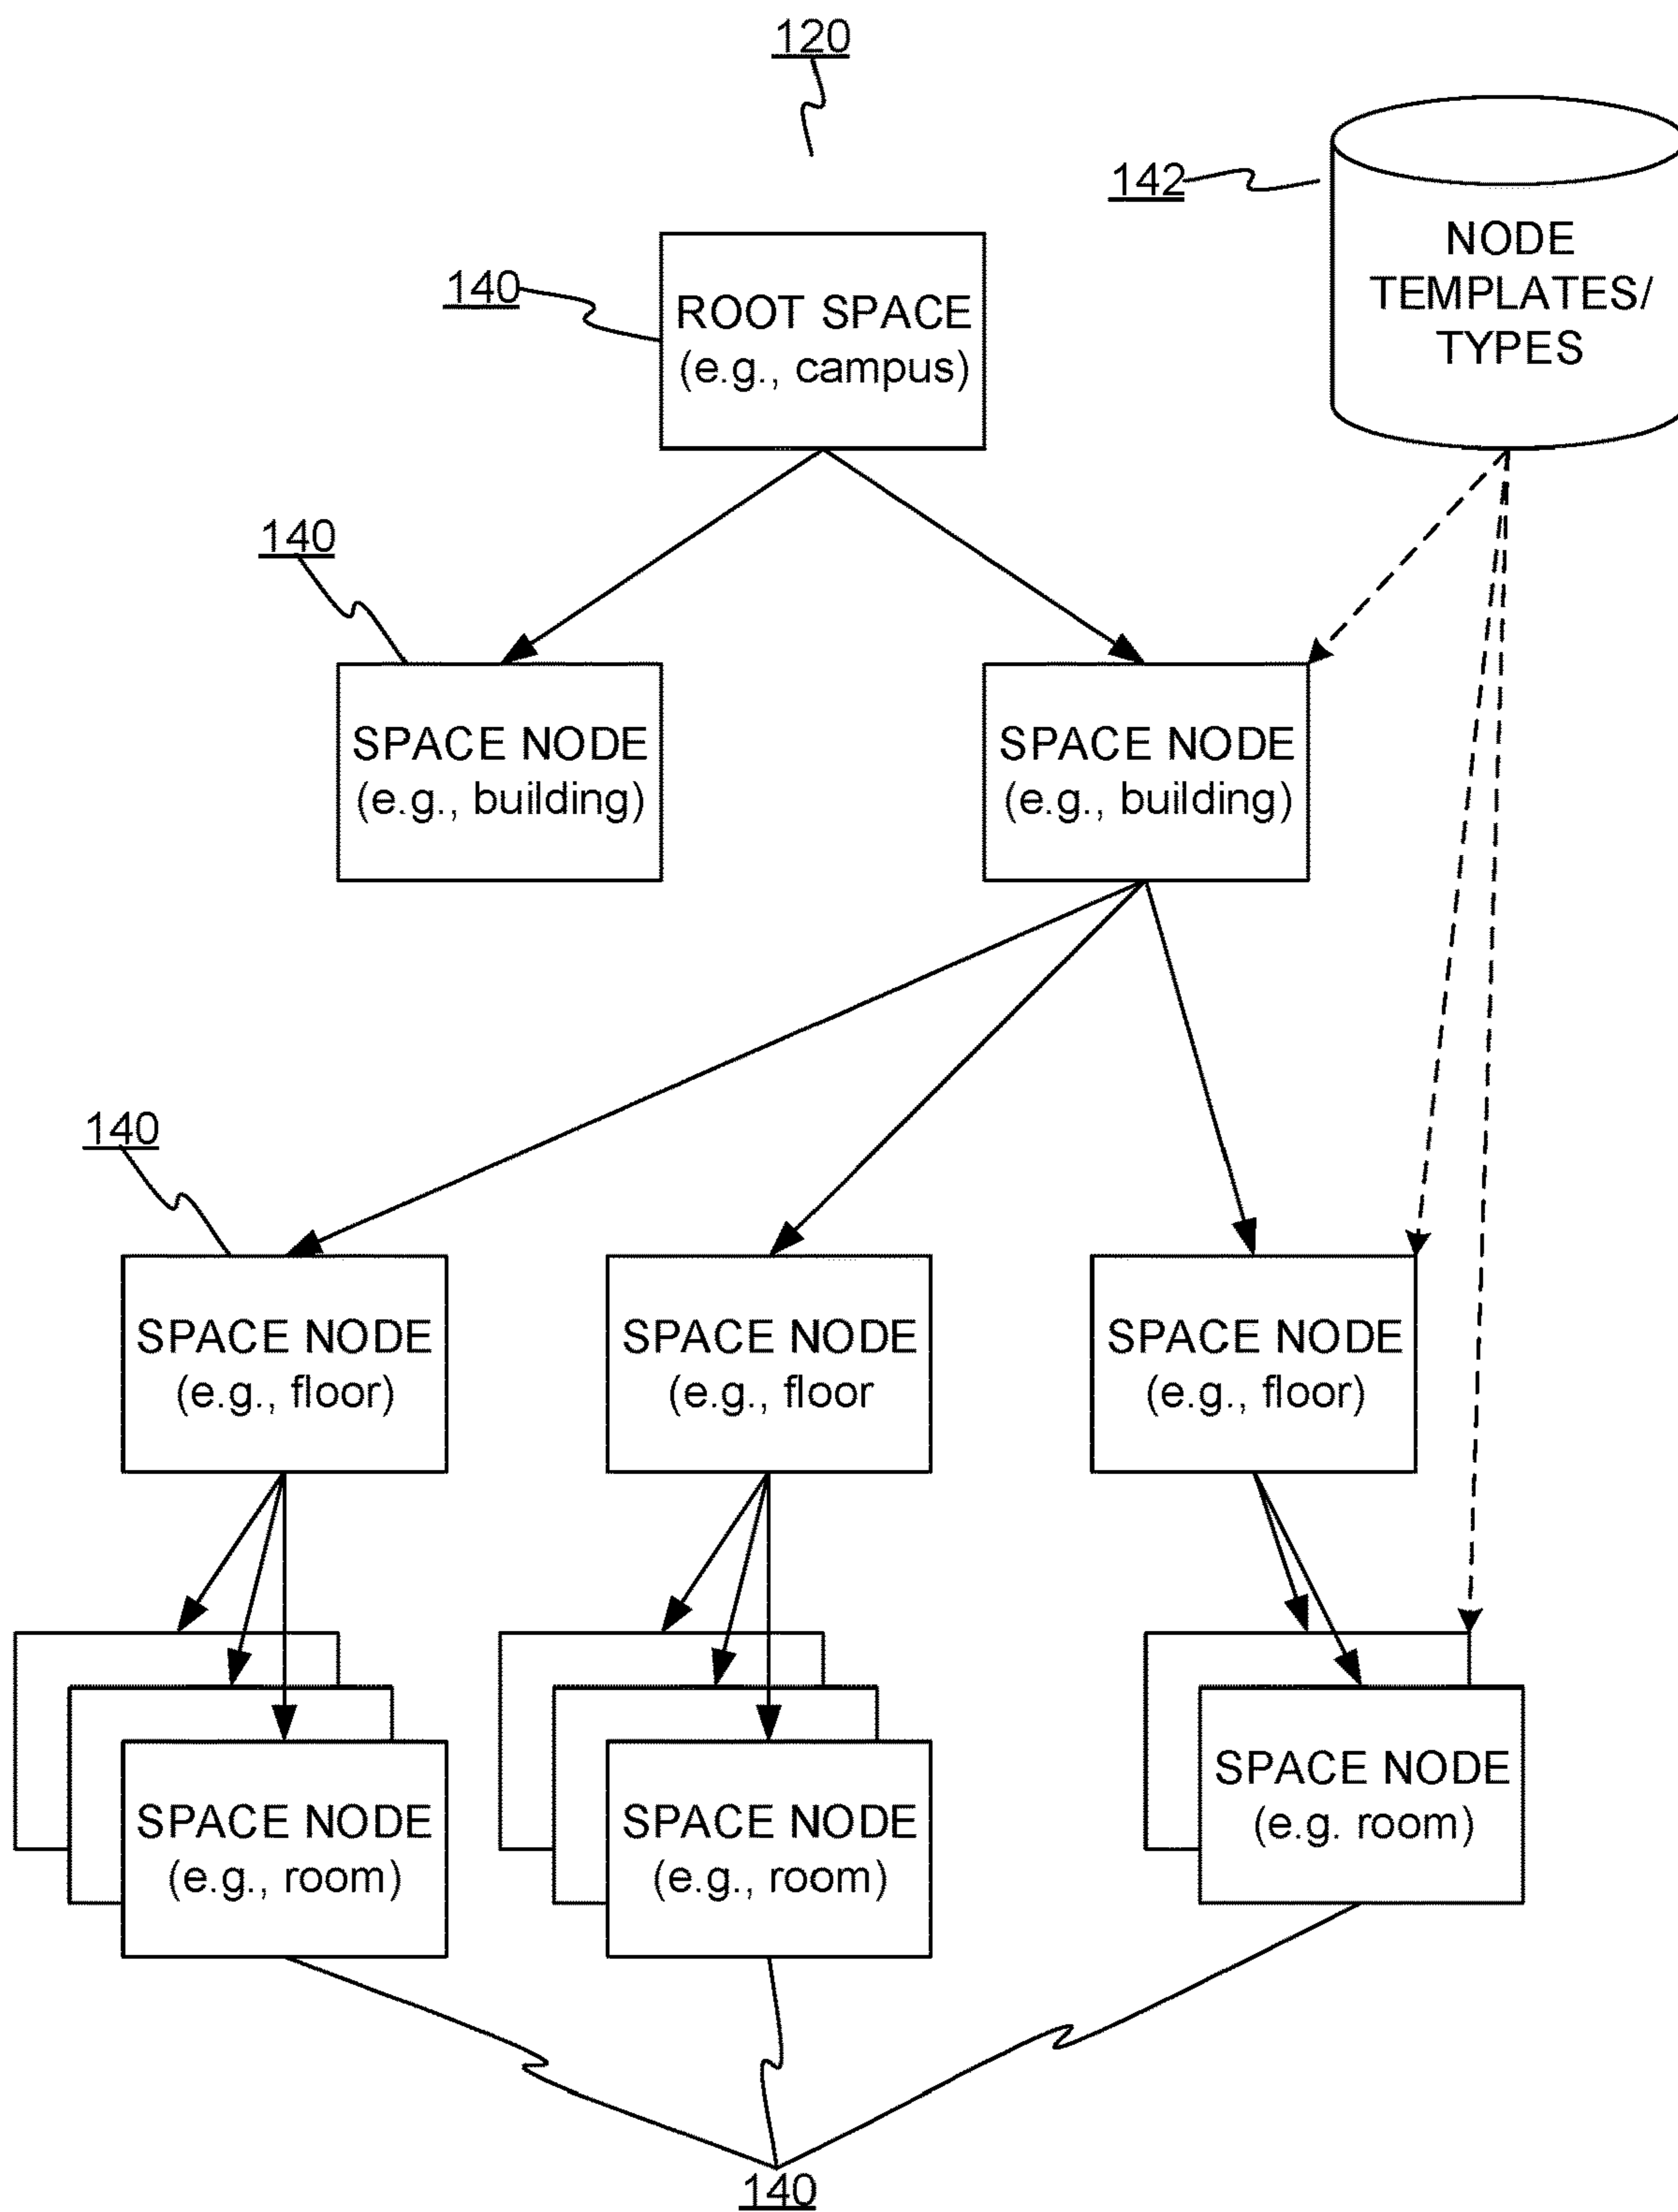 120
142
NODE
TEMPLATES/
TYPES
140
ROOT SPACE
(e.g., campus)
140
SPACE NODE
(e.g., building)
SPACE NODE
(e.g., building)
140
SPACE NODE
(e.g., floor)
SPACE NODE
(e.g., floor
SPACE NODE
(e.g., floor)
SPACE NODE
(e.g., room)
SPACE NODE
(e.g., room)
SPACE NODE
(e.g. room)
140